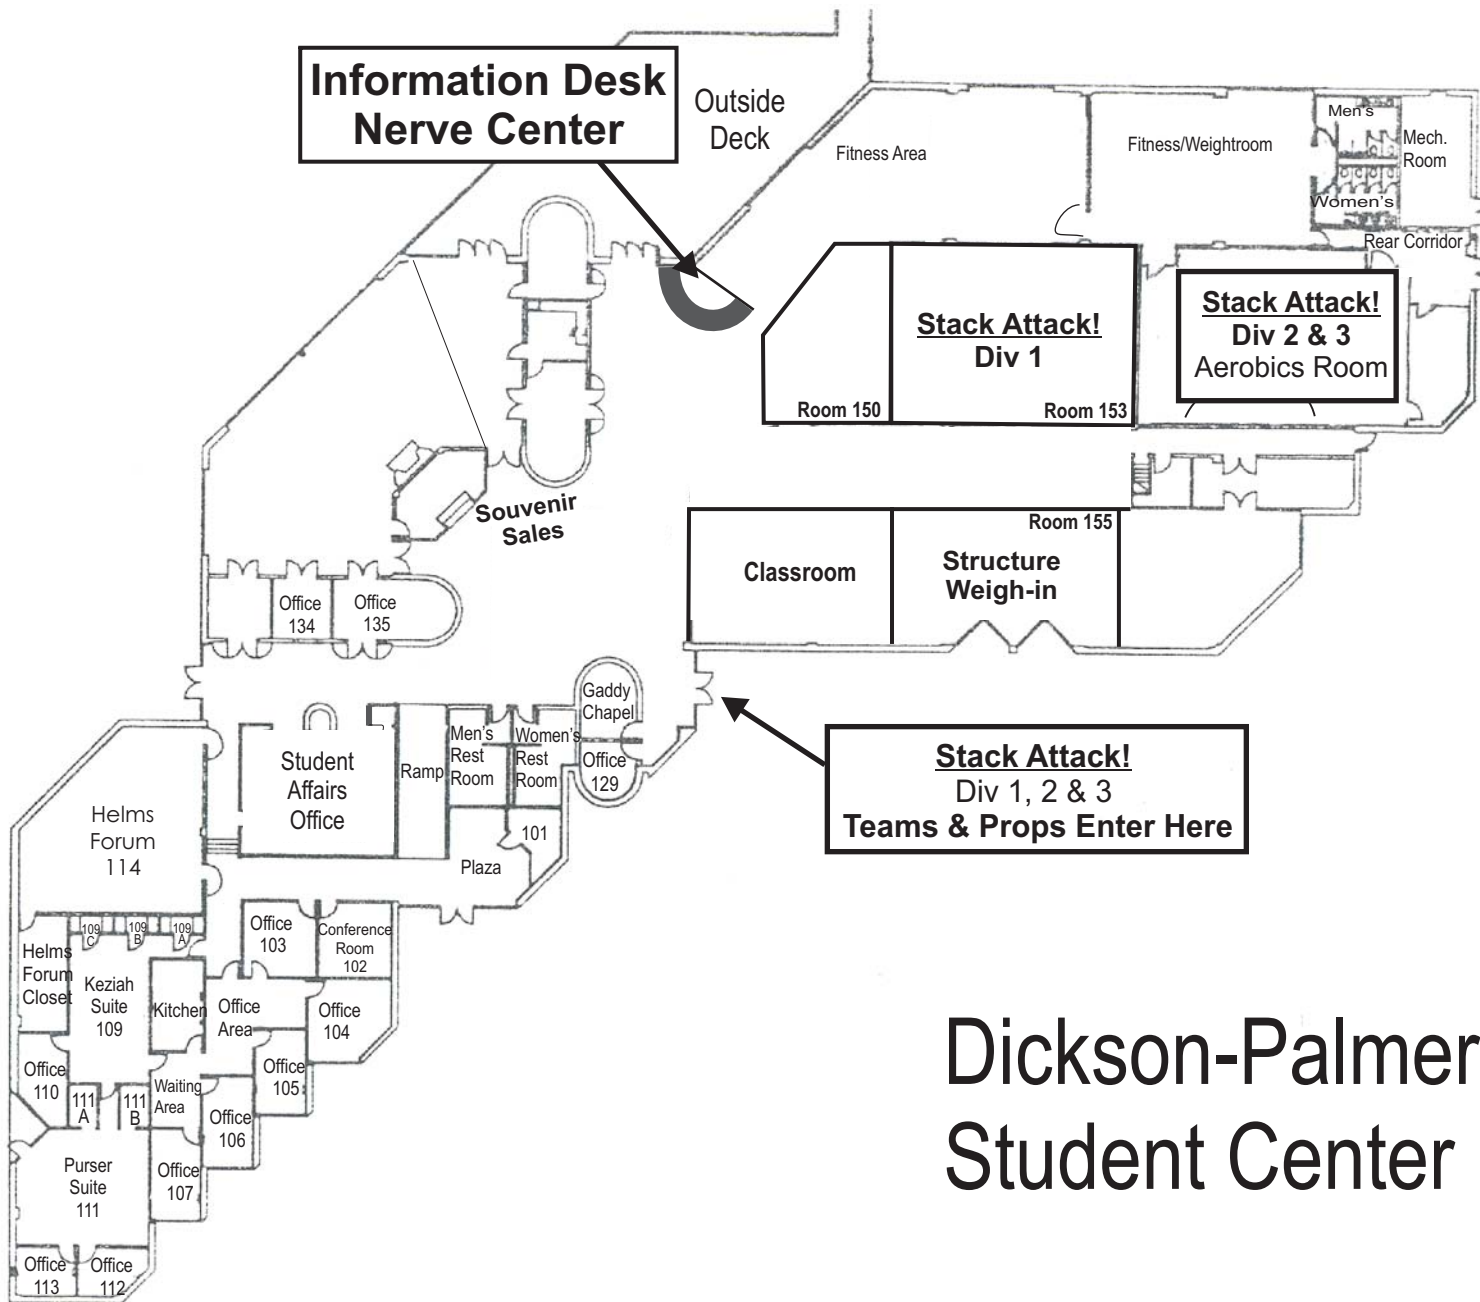 Information Desk
Nerve Center
Outside
Deck
Fitness Area
Fitness/Weightroom
Men's
Mech.
Room
Women's
Rear Corridor
Stack Attack!
Div 1
Stack Attack!
Div 2 & 3
Aerobics Room
Room 150
Room 153
Souvenir
Sales
Room 155
Classroom
Structure
Weigh-in
Office
134
Office
135
Gaddy
Chapel
Office
129
Men's
Rest
Room
Women's
Rest
Room
Ramp
Student
Affairs
Office
Stack Attack!
Div 1, 2 & 3
Teams & Props Enter Here
Helms
Forum
114
101
Plaza
109
C
109
B
109
A
Office
103
Conference
Room
102
Helms
Forum
Closet
Keziah
Suite
109
Kitchen
Office
Area
Office
104
Office
110
111
A
111
B
Waiting
Area
Office
105
Office
106
Purser
Suite
111
Office
107
Office
113
Office
112
Dickson-Palmer
Student Center